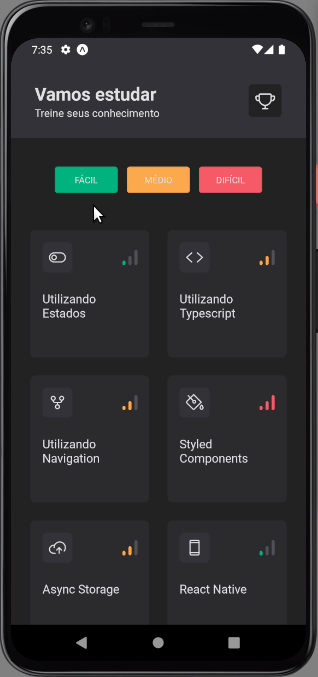 7:35
Vamos estudar
Treine seus conhecimento
FÁCIL
MÉDIO
DIFÍCIL
Utilizando
Estados
Utilizando
Typescript
Utilizando
Navigation
Styled
Components
Async Storage
React Native